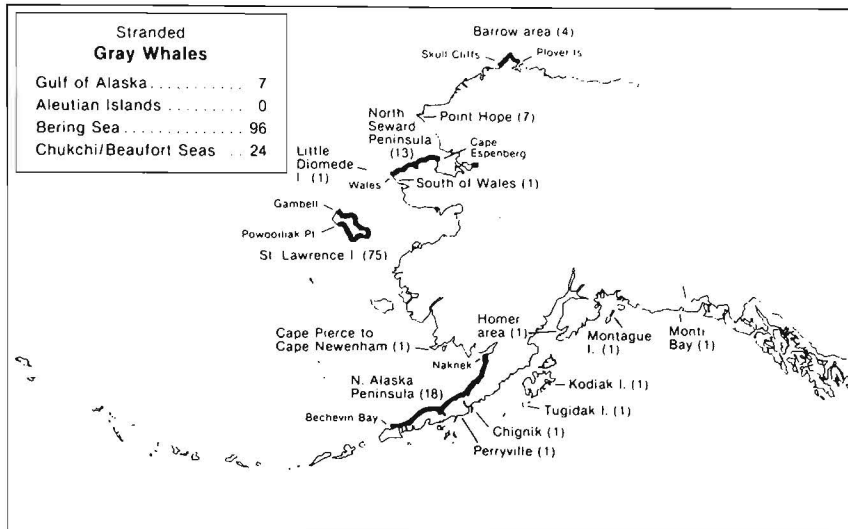 Stranded
Gray Whales
Gulf of Alaska........... 7
Aleutian Islands ......... 0
Bering Sea.............. 96
Chukchi/Beaufort Seas .. 24
Barrow area (4)
Skull Cliffs
Plover Is
Point Hope (7)
North
Seward
Peninsula
(13)
Cape
Espenberg
Little
Diomede
I (1)
Wales
South of Wales (1)
Gambell
Powooiliak Pt
St. Lawrence I (75)
Cape Pierce to
Cape Newenham (1)
Homer
area (1)
Naknek
Montague
I. (1)
Monti
Bay (1)
N. Alaska
Peninsula (18)
Kodiak I. (1)
Tugidak I. (1)
Bechevin Bay
Chignik (1)
Perryville (1)